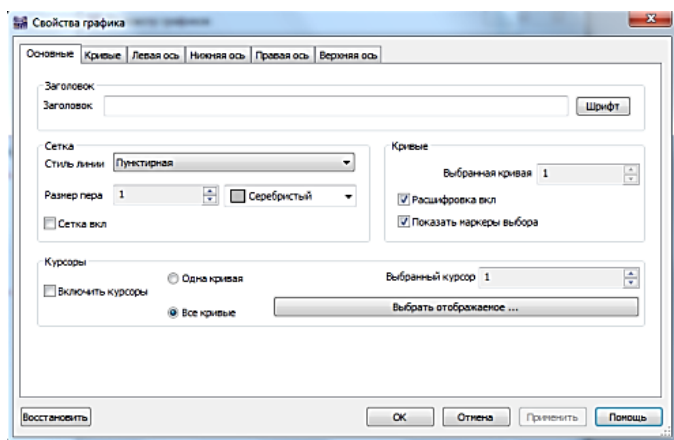 Свойства графика
Основные Кривые Левая ось Нижняя ось Правая ось Верхняя ось
Заголовок
Заголовок Шрифт
Сетка
Стиль линии Пунктирная
Размер пера 1 Серебристый
Сетка вкл
Кривые
Выбранная кривая 1
Расшифровка вкл
Показать маркеры выбора
Курсоры
Включить курсоры
Одна кривая
Все кривые
Выбранный курсор 1
Выбрать отображаемое ...
Восстановить OK Отмена Применить Помощь